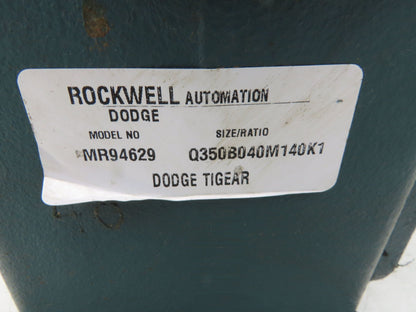 ROCKWELL AUTOMATION
DODGE
MODEL NO SIZE/RATIO
MR94629 Q350B040M140K1
DODGE TIGEAR